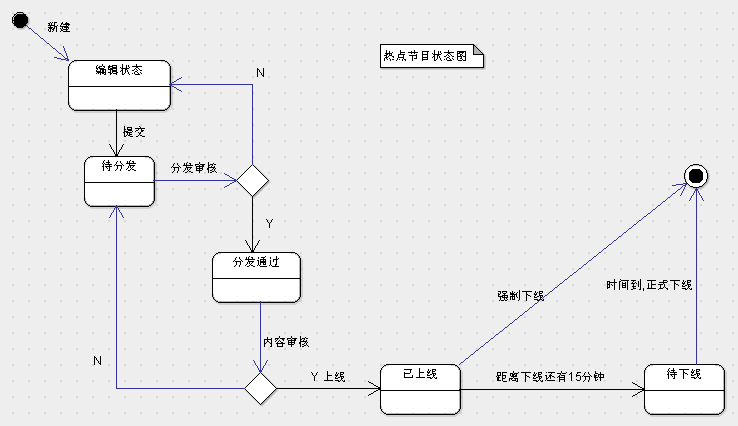 新建
热点节目状态图
编辑状态
N
提交
待分发
分发审核
Y
分发通过
强制下线
时间到,正式下线
内容审核
N
Y 上线
已上线
距离下线还有15分钟
待下线